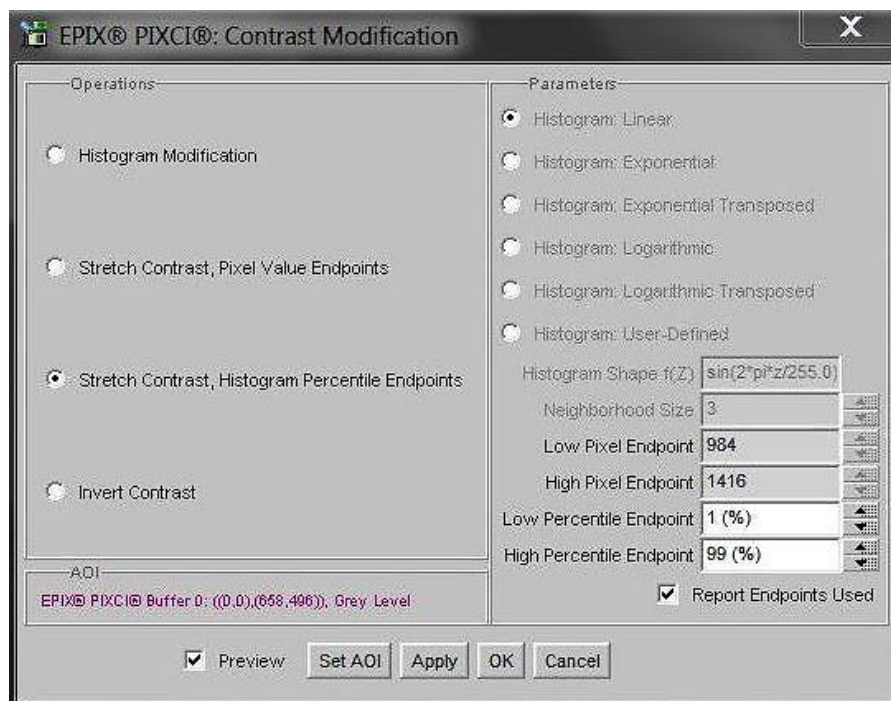 EPIX® PIXCI®: Contrast Modification
X
Operations
Histogram Modification
Stretch Contrast, Pixel Value Endpoints
Stretch Contrast, Histogram Percentile Endpoints
Invert Contrast
AOI
EPIX® PIXCI® Buffer 0: ((0,0),(658,496)), Grey Level
Parameters
Histogram: Linear
Histogram: Exponential
Histogram: Exponential Transposed
Histogram: Logarithmic
Histogram: Logarithmic Transposed
Histogram: User-Defined
Histogram Shape f(Z) sin(2*pi*z/255.0)
Neighborhood Size 3
Low Pixel Endpoint 984
High Pixel Endpoint 1416
Low Percentile Endpoint 1 (%)
High Percentile Endpoint 99 (%)
Report Endpoints Used
Preview Set AOI Apply OK Cancel